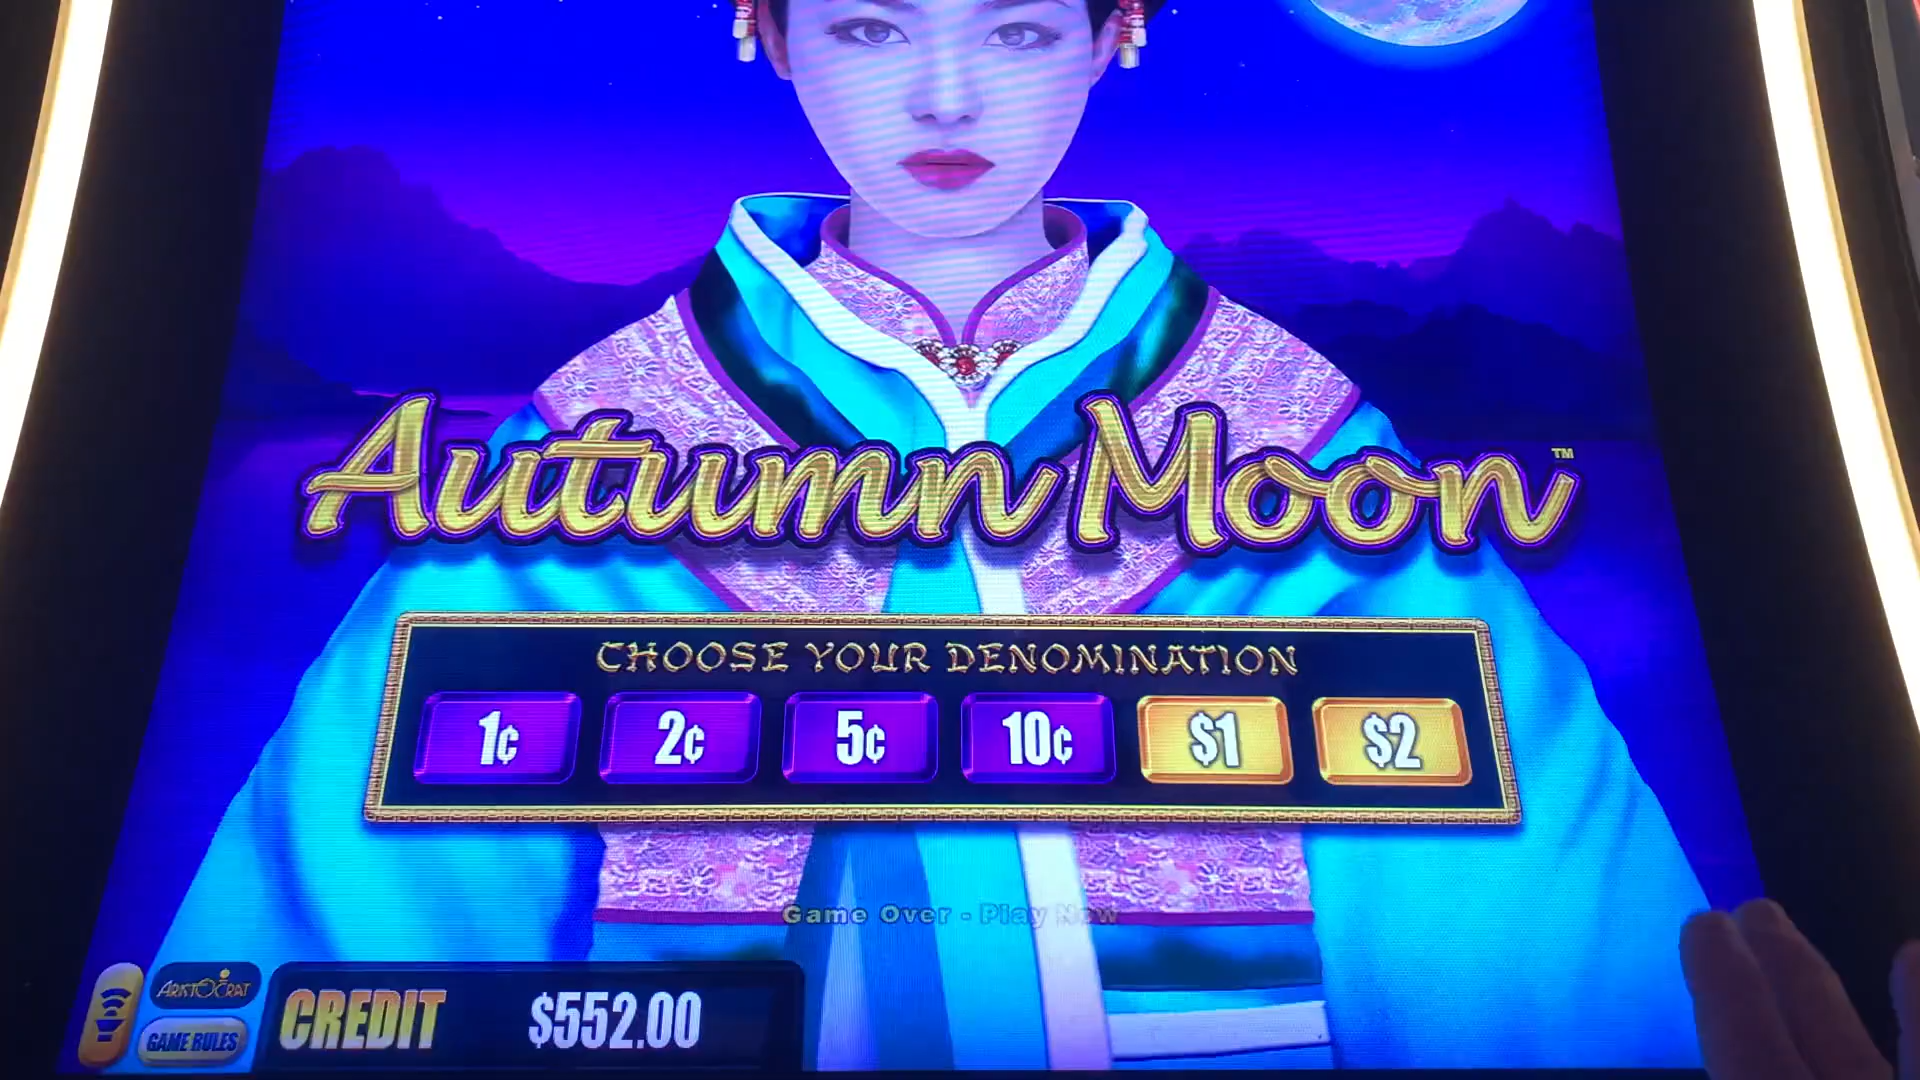 Autumn Moon™
CHOOSE YOUR DENOMINATION
1¢ 2¢ 5¢ 10¢ $1 $2
Game Over - Play Now
ARISTOCRAT
GAME RULES
CREDIT $552.00